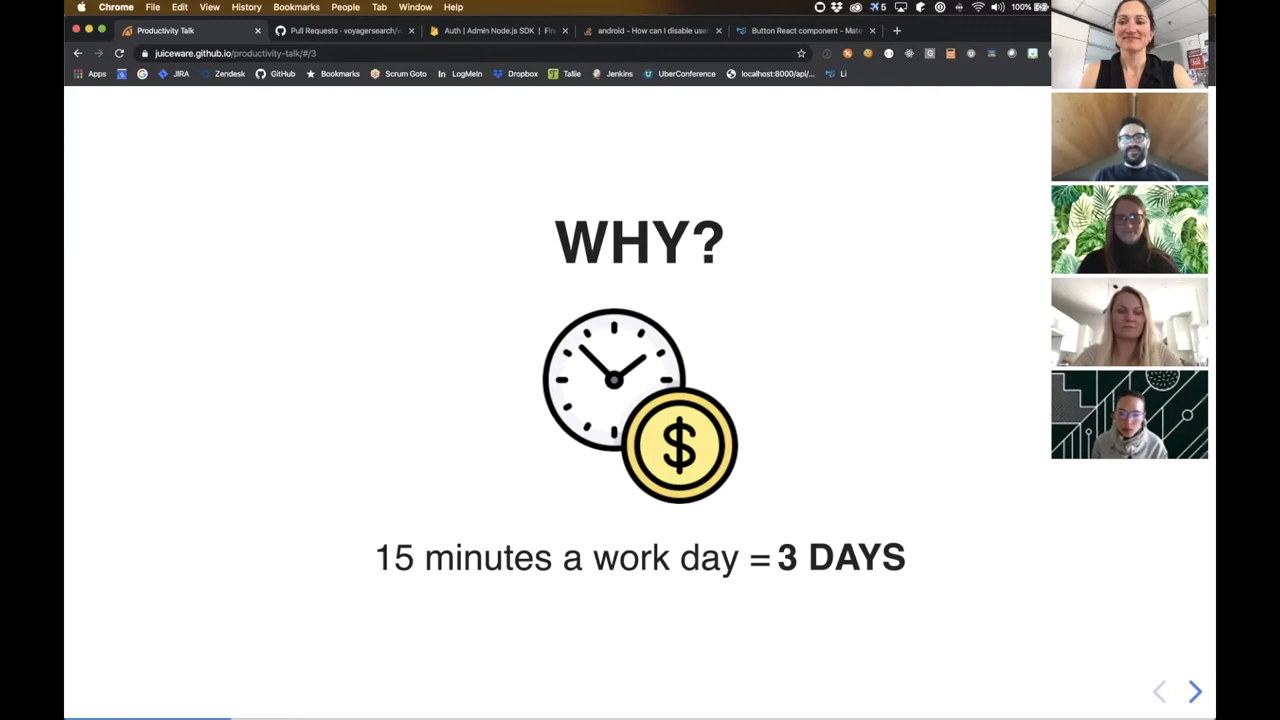 Chrome File Edit View History Bookmarks People Tab Window Help 5 100%
Productivity Talk Pull Requests · voyagersearch/ Auth | Admin Node.js SDK | Fir android - How can I disable use Button React component - Mate
juiceware.github.io/productivity-talk/#/3
Apps JIRA Zendesk GitHub Bookmarks Scrum Goto LogMein Dropbox Tallie Jenkins UberConference localhost:8000/api/... Li
WHY?
$
15 minutes a work day = 3 DAYS